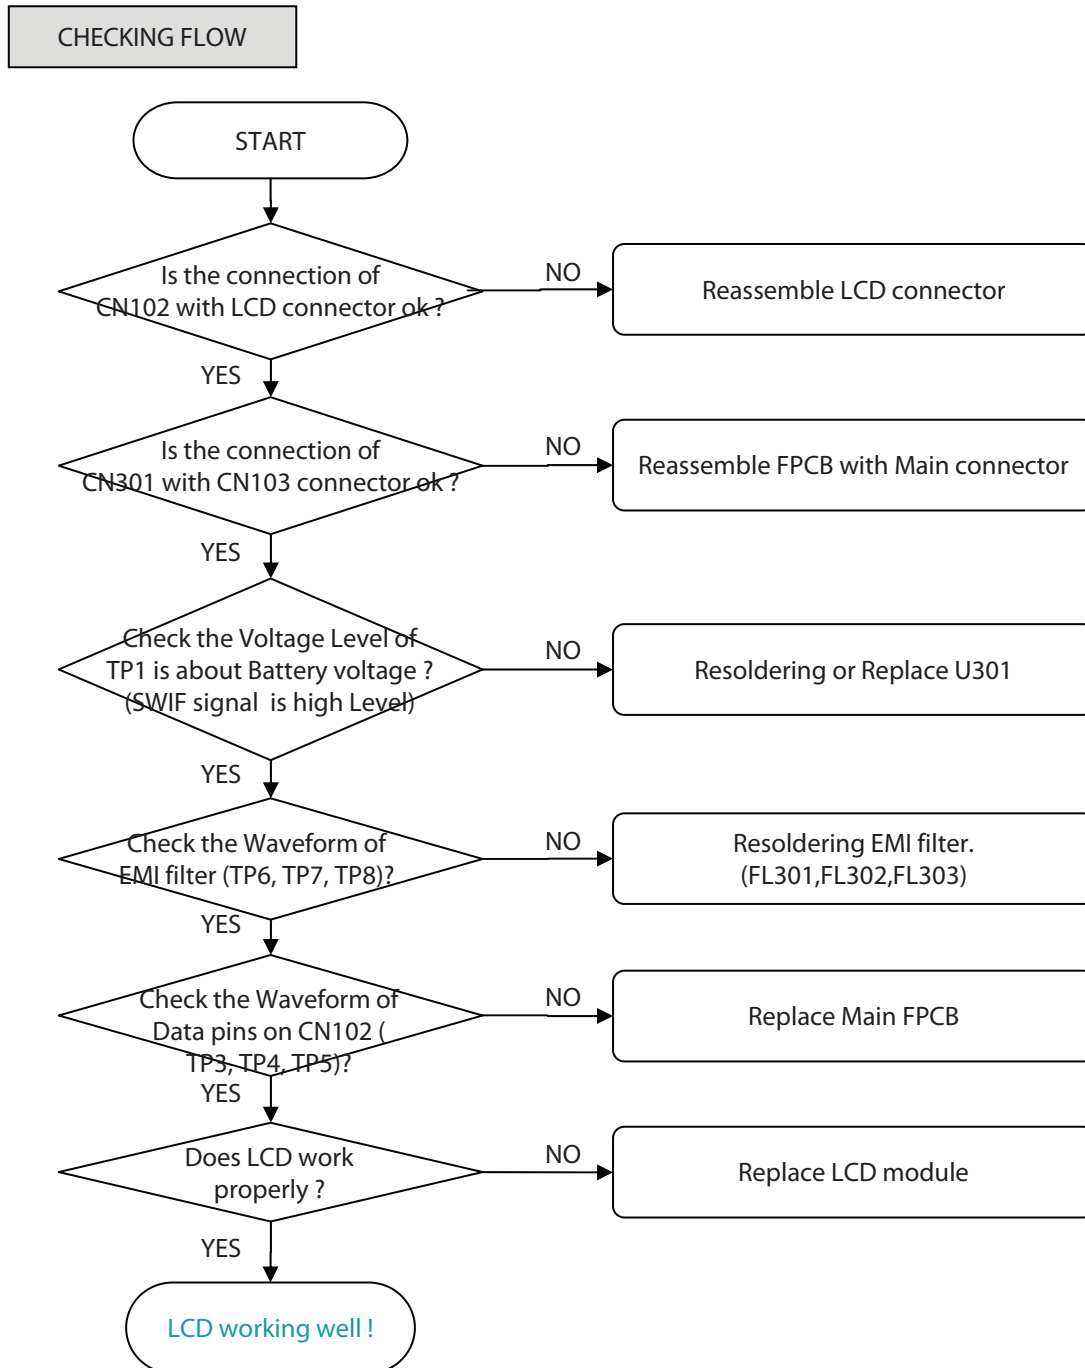 CHECKING FLOW
START
Is the connection of
CN102 with LCD connector ok ?
NO
Reassemble LCD connector
YES
Is the connection of
CN301 with CN103 connector ok ?
NO
Reassemble FPCB with Main connector
YES
Check the Voltage Level of
TP1 is about Battery voltage ?
(SWIF signal is high Level)
NO
Resoldering or Replace U301
YES
Check the Waveform of
EMI filter (TP6, TP7, TP8)?
NO
Resoldering EMI filter.
(FL301,FL302,FL303)
YES
Check the Waveform of
Data pins on CN102 (
TP3, TP4, TP5)?
NO
Replace Main FPCB
YES
Does LCD work
properly ?
NO
Replace LCD module
YES
LCD working well !